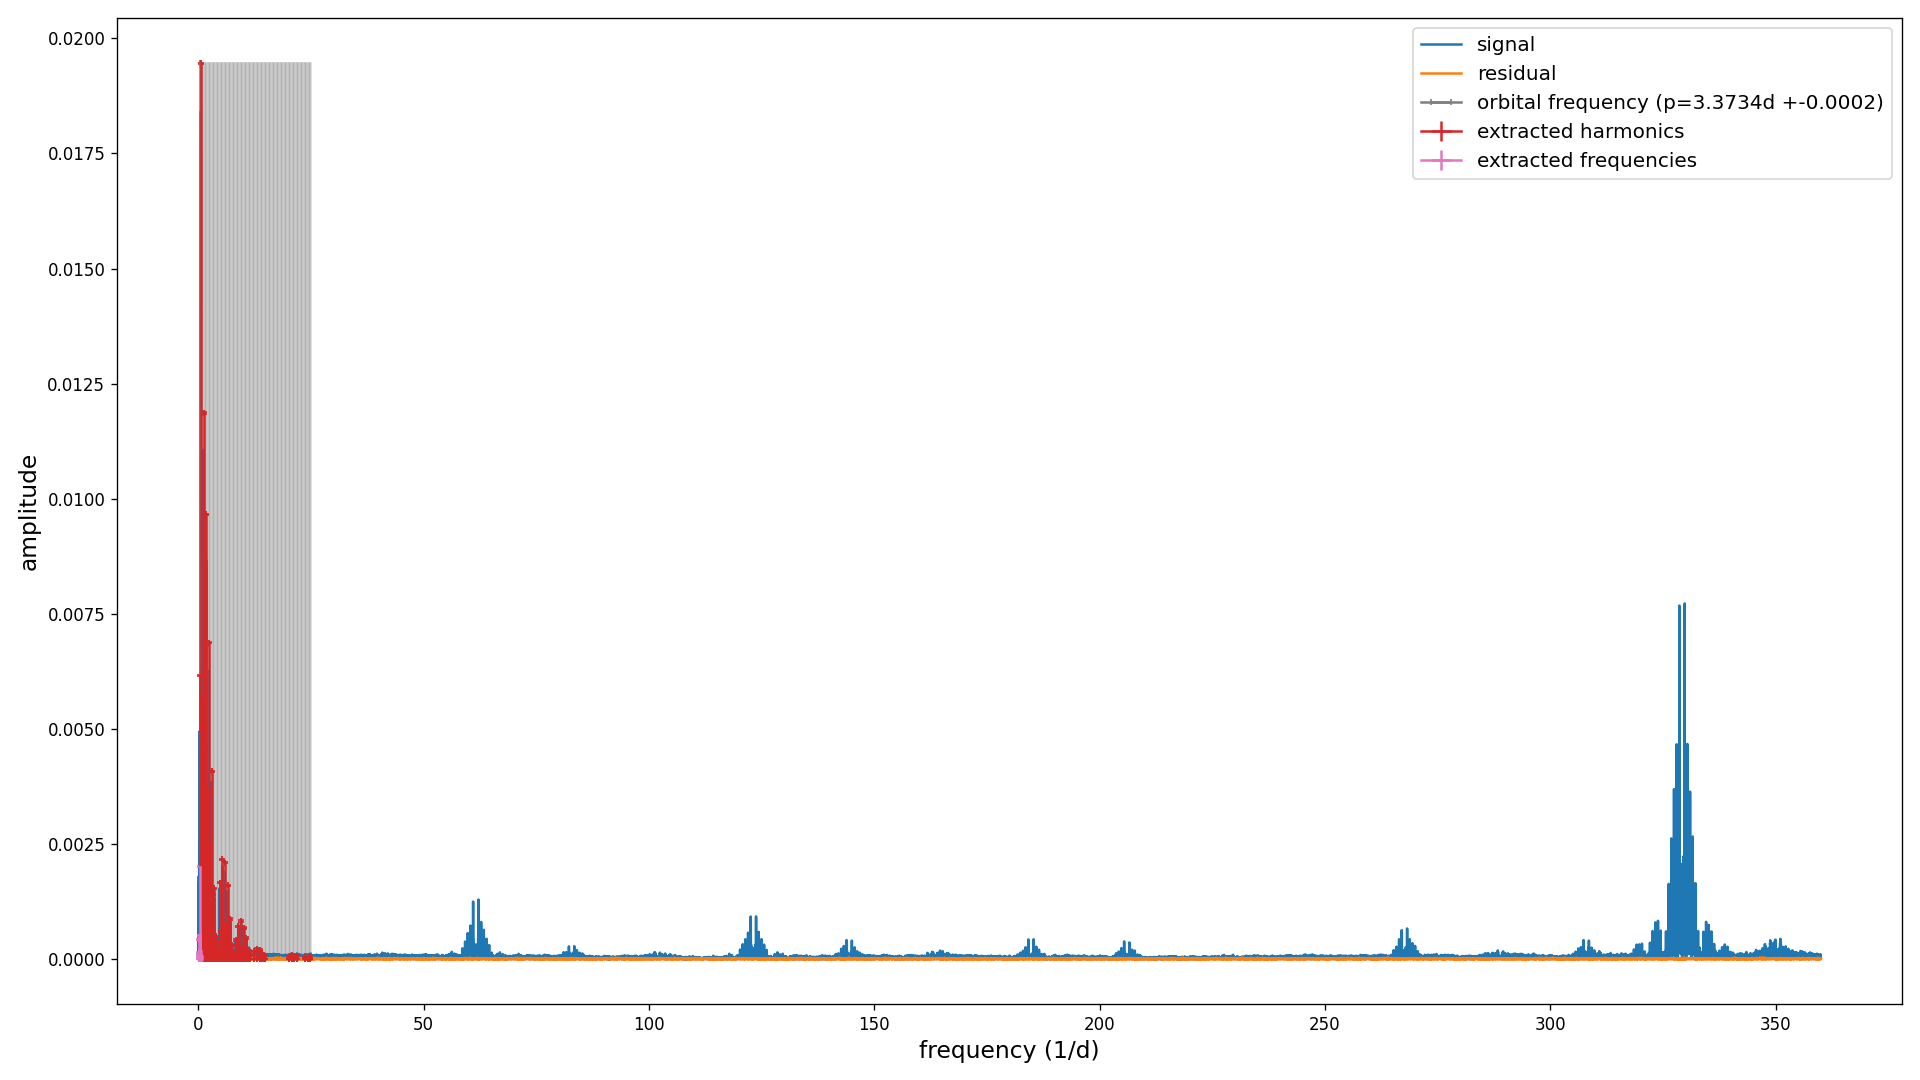 signal
residual
orbital frequency (p=3.3734d +-0.0002)
extracted harmonics
extracted frequencies
amplitude
0.0200
0.0175
0.0150
0.0125
0.0100
0.0075
0.0050
0.0025
0.0000
0 50 100 150 200 250 300 350
frequency (1/d)